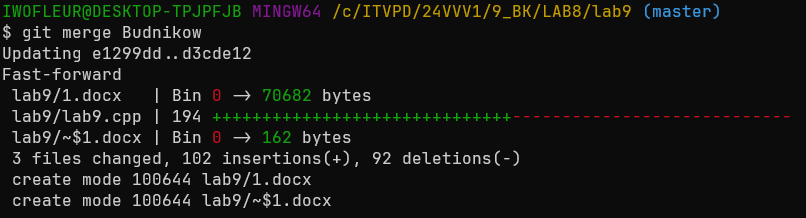 IWOFLEUR@DESKTOP-TPJPFJB MINGW64 /c/ITVPD/24VVV1/9_BK/LAB8/lab9 (master)
$ git merge Budnikow
Updating e1299dd..d3cde12
Fast-forward
 lab9/1.docx   | Bin 0 -> 70682 bytes
 lab9/lab9.cpp | 194 ++++++++++++++++++++++++++++++----------------------------
 lab9/~$1.docx | Bin 0 -> 162 bytes
 3 files changed, 102 insertions(+), 92 deletions(-)
 create mode 100644 lab9/1.docx
 create mode 100644 lab9/~$1.docx